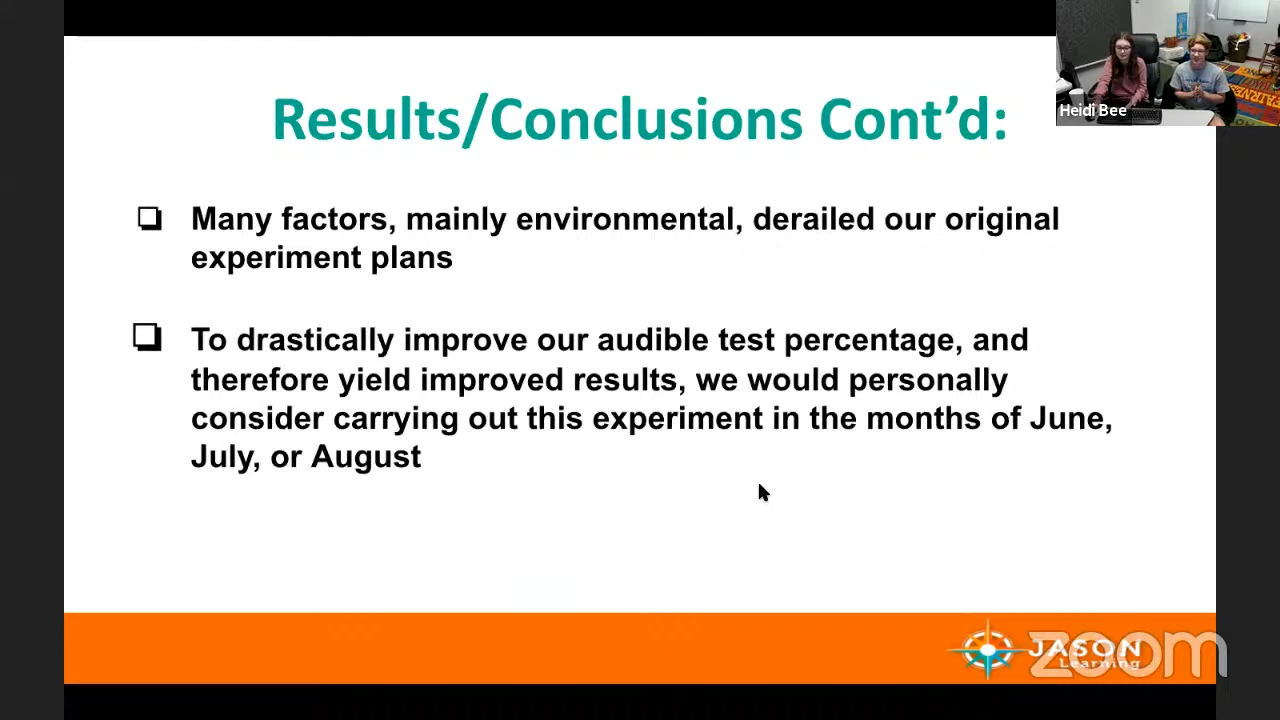 Results/Conclusions Cont’d:
Heidi Bee
❏ Many factors, mainly environmental, derailed our original
experiment plans
❏ To drastically improve our audible test percentage, and
therefore yield improved results, we would personally
consider carrying out this experiment in the months of June,
July, or August
JASON
Learning
zoom